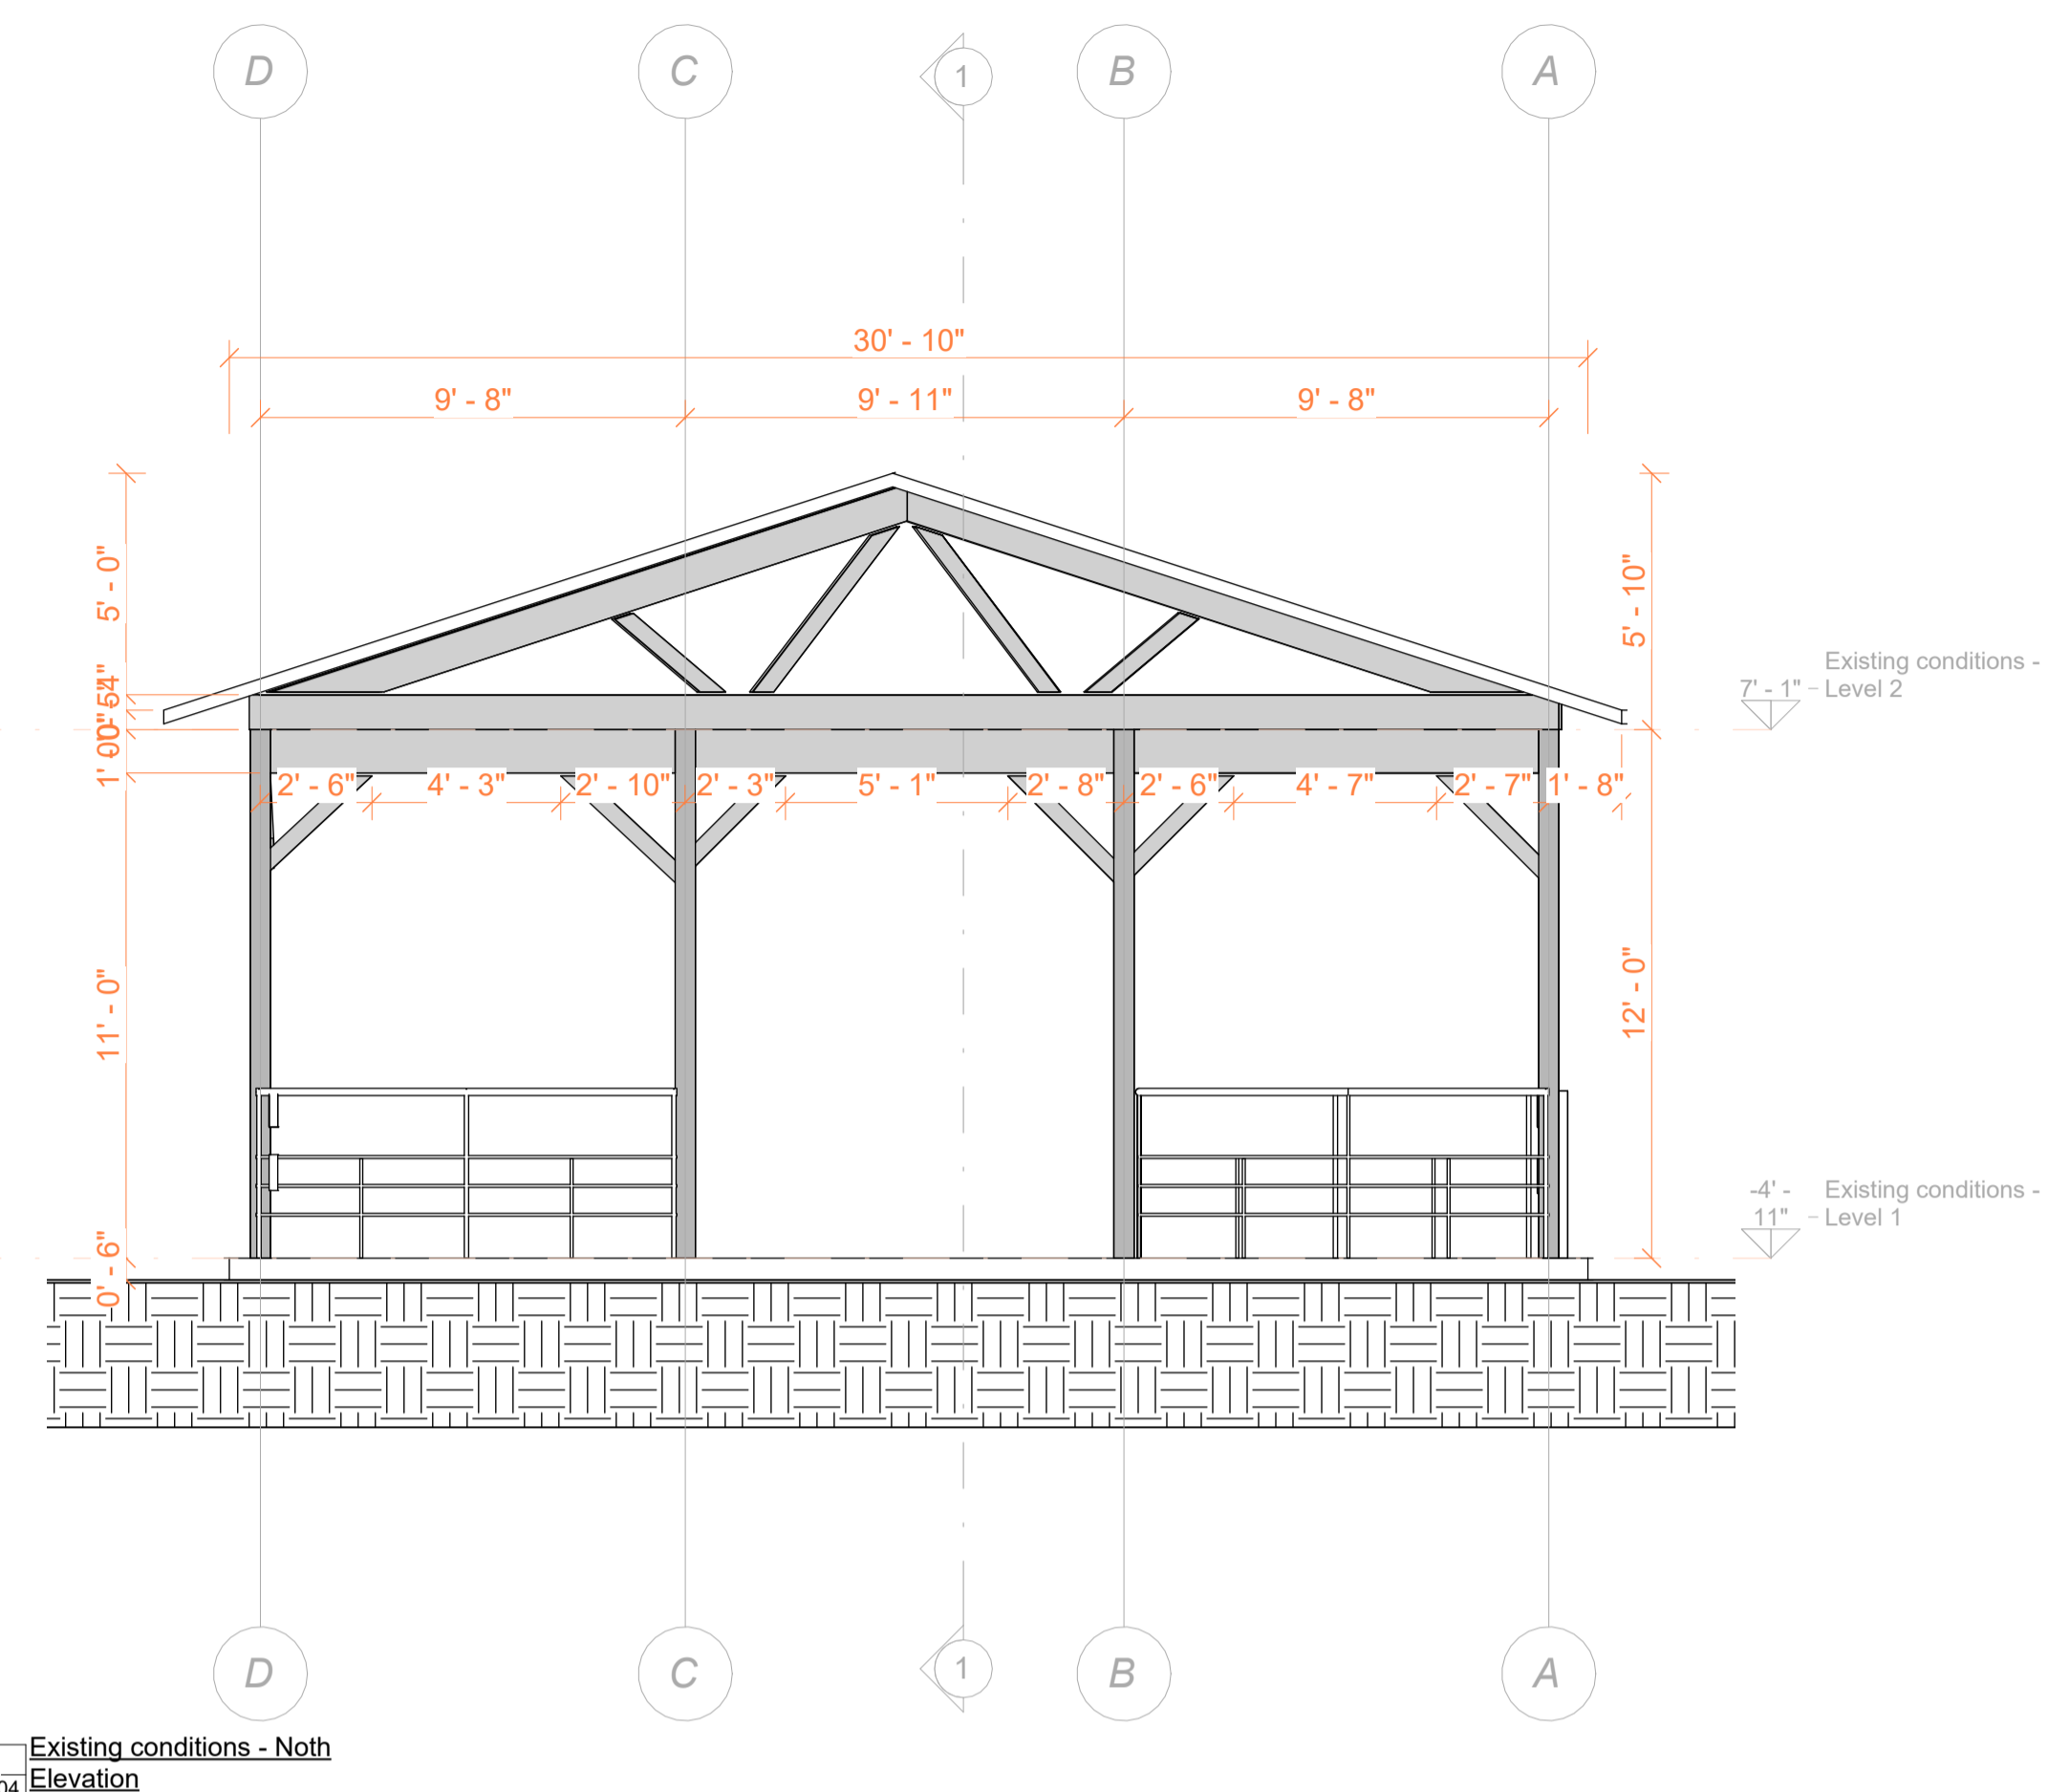 D
C
1
B
A
30' - 10"
9' - 8"
9' - 11"
9' - 8"
5' - 0"
5' - 10"
Existing conditions -
7' - 1"
Level 2
2' - 6"
4' - 3"
2' - 10"
2' - 3"
5' - 1"
2' - 8"
2' - 6"
4' - 7"
2' - 7"
1' - 8"
11' - 0"
12' - 0"
-4' -
Existing conditions -
11"
Level 1
0' - 6"
D
C
1
B
A
Existing conditions - Noth
Elevation
04